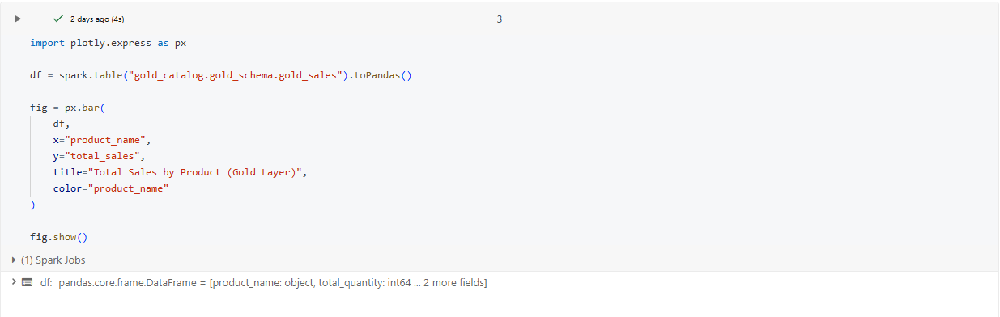 2 days ago (4s)
3
import plotly.express as px
df = spark.table("gold_catalog.gold_schema.gold_sales").toPandas()
fig = px.bar(
    df,
    x="product_name",
    y="total_sales",
    title="Total Sales by Product (Gold Layer)",
    color="product_name"
)
fig.show()
(1) Spark Jobs
df: pandas.core.frame.DataFrame = [product_name: object, total_quantity: int64 ... 2 more fields]